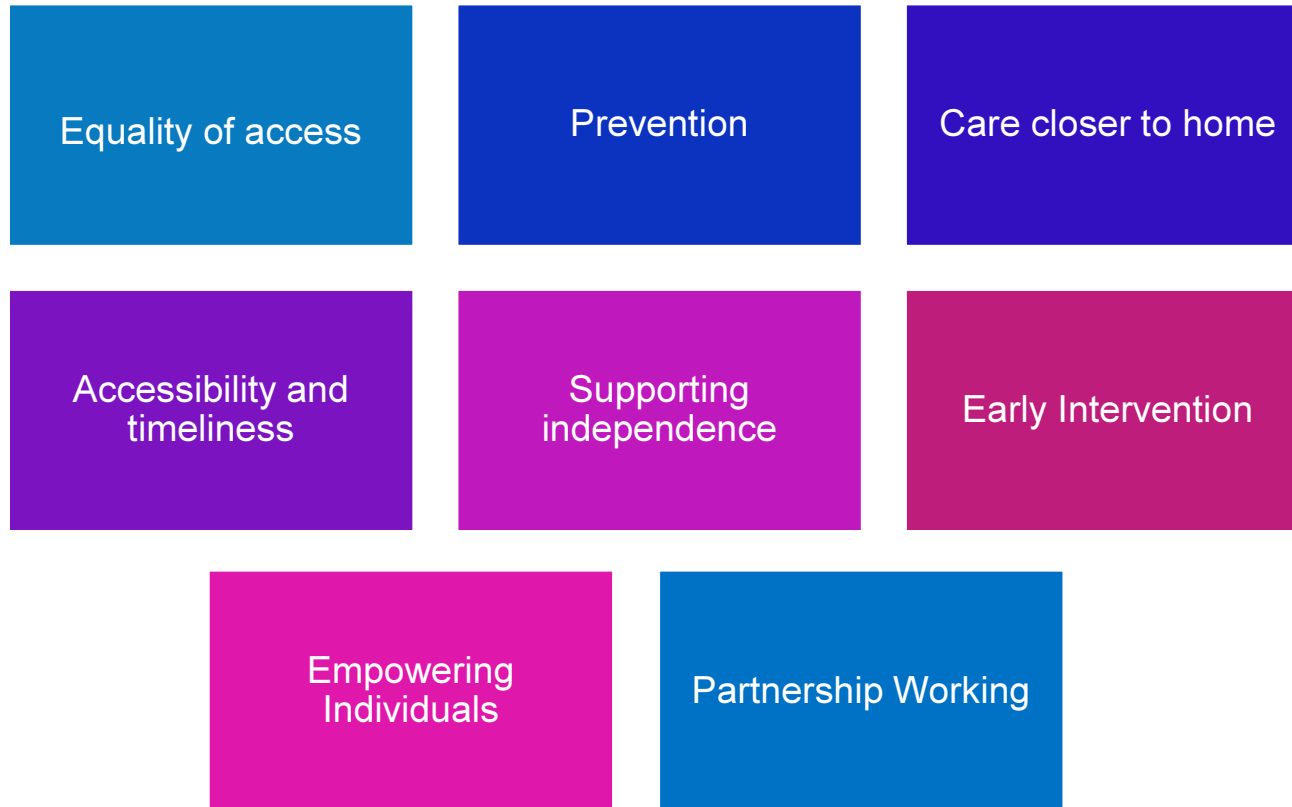 Equality of access
Prevention
Care closer to home
Accessibility and
timeliness
Supporting
independence
Early Intervention
Empowering
Individuals
Partnership Working